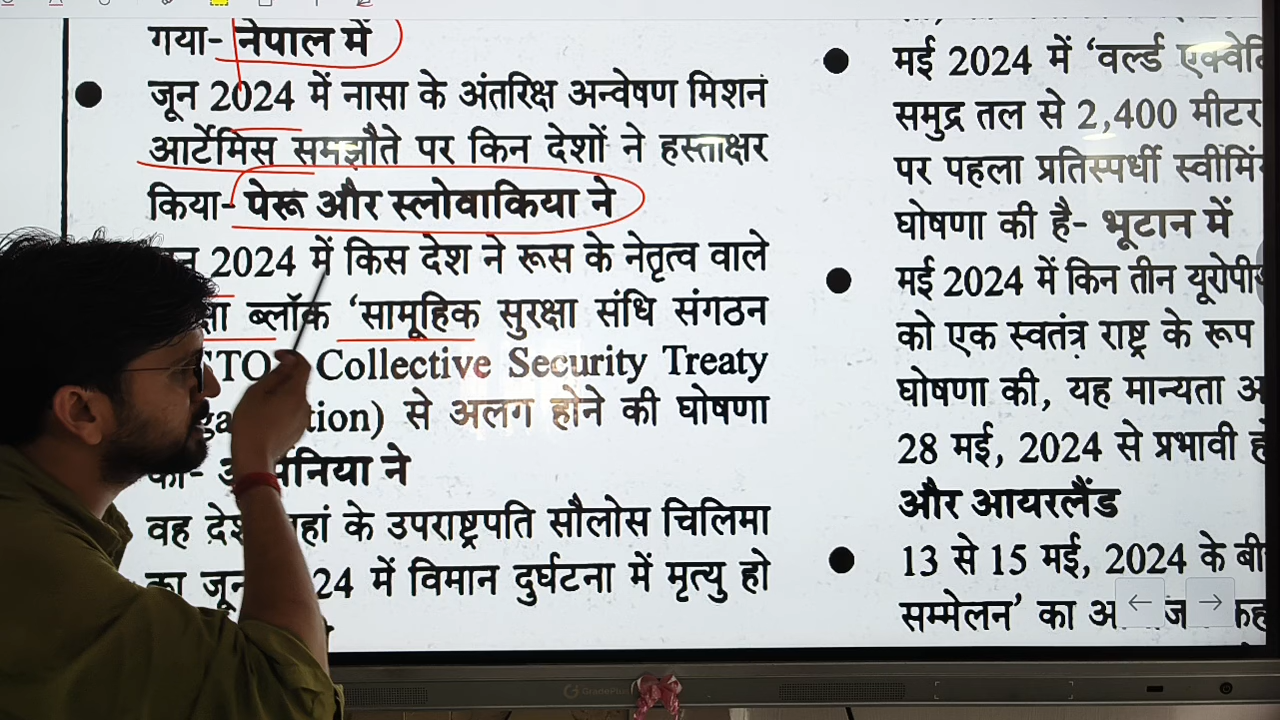 गया- नेपाल में
जून 2024 में नासा के अंतरिक्ष अन्वेषण मिशन
आर्टेमिस समझौते पर किन देशों ने हस्ताक्षर
किया- पेरू और स्लोवाकिया ने
2024 में किस देश ने रूस के नेतृत्व वाले
ब्लॉक ‘सामूहिक सुरक्षा संधि संगठन
Collective Security Treaty
से अलग होने की घोषणा
ने
वह देश के उपराष्ट्रपति सौलोस चिलिमा
का जून में विमान दुर्घटना में मृत्यु हो
मई 2024 में ‘वर्ल्ड
समुद्र तल से 2,400 मीटर
पर पहला प्रतिस्पर्धी
घोषणा की है- भूटान में
मई 2024 में किन तीन
को एक स्वतंत्र राष्ट्र के रूप
घोषणा की, यह मान्यता
28 मई, 2024 से प्रभावी
और आयरलैंड
13 से 15 मई, 2024 के
सम्मेलन’ का